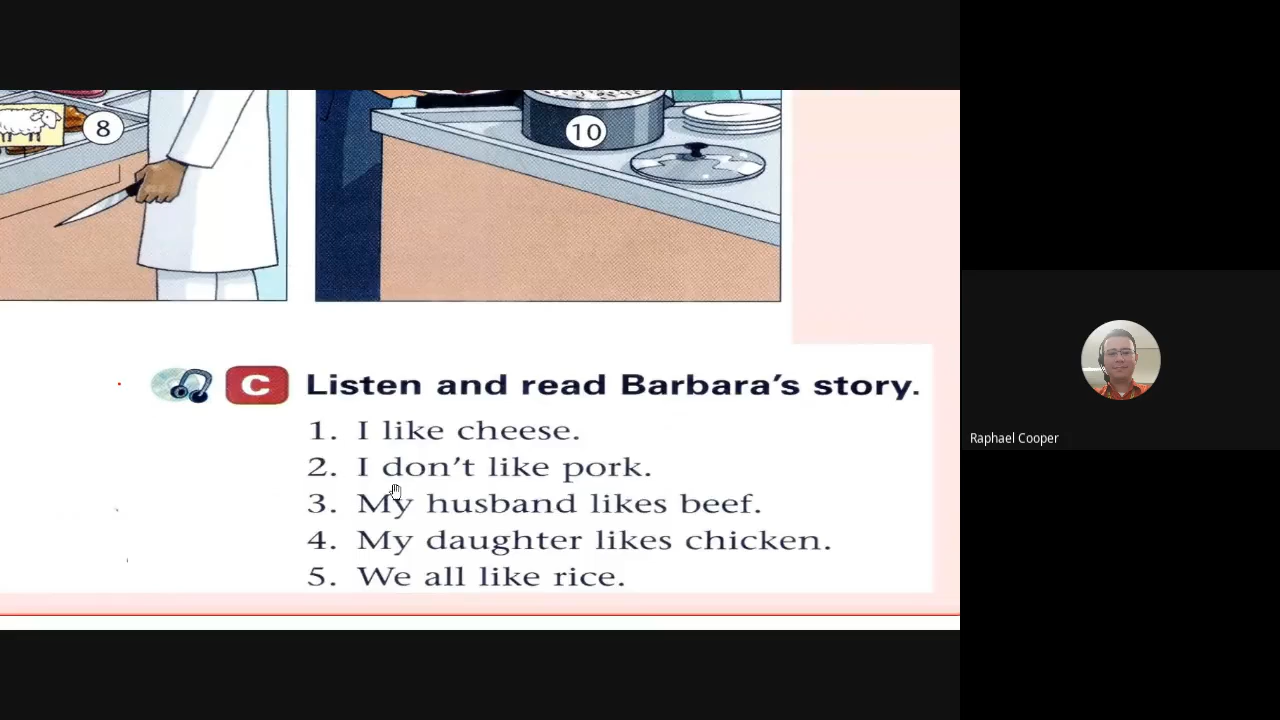 8
10
C Listen and read Barbara's story.
1. I like cheese.
2. I don't like pork.
3. My husband likes beef.
4. My daughter likes chicken.
5. We all like rice.
Raphael Cooper